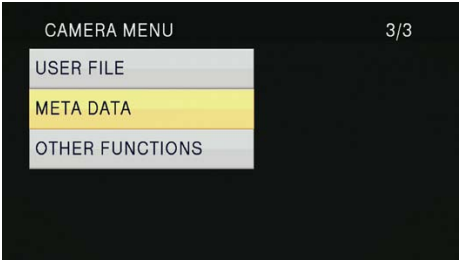 CAMERA MENU 3/3
USER FILE
META DATA
OTHER FUNCTIONS